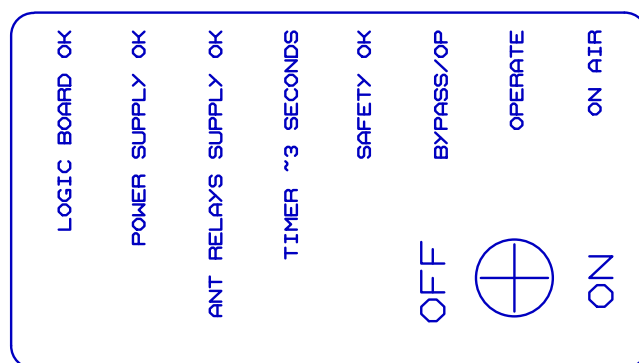 LOGIC BOARD OK
POWER SUPPLY OK
ANT RELAYS SUPPLY OK
TIMER ~3 SECONDS
SAFETY OK
BYPASS/OP
OPERATE
ON AIR
OFF
ON